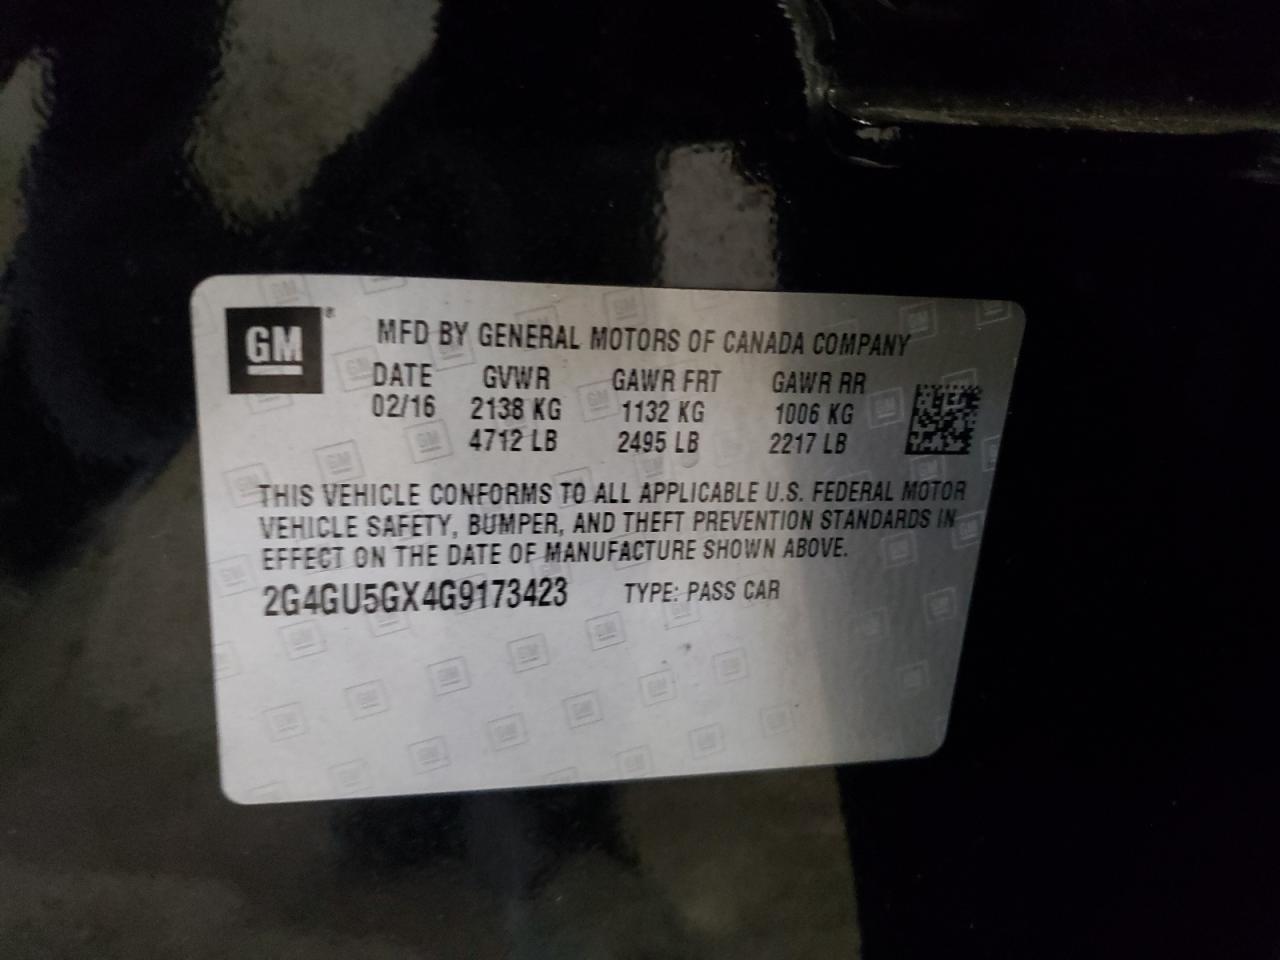 GM®
MFD BY GENERAL MOTORS OF CANADA COMPANY
DATE GVWR GAWR FRT GAWR RR
02/16 2138 KG 1132 KG 1006 KG
4712 LB 2495 LB 2217 LB
THIS VEHICLE CONFORMS TO ALL APPLICABLE U.S. FEDERAL MOTOR
VEHICLE SAFETY, BUMPER, AND THEFT PREVENTION STANDARDS IN
EFFECT ON THE DATE OF MANUFACTURE SHOWN ABOVE.
2G4GU5GX4G9173423 TYPE: PASS CAR